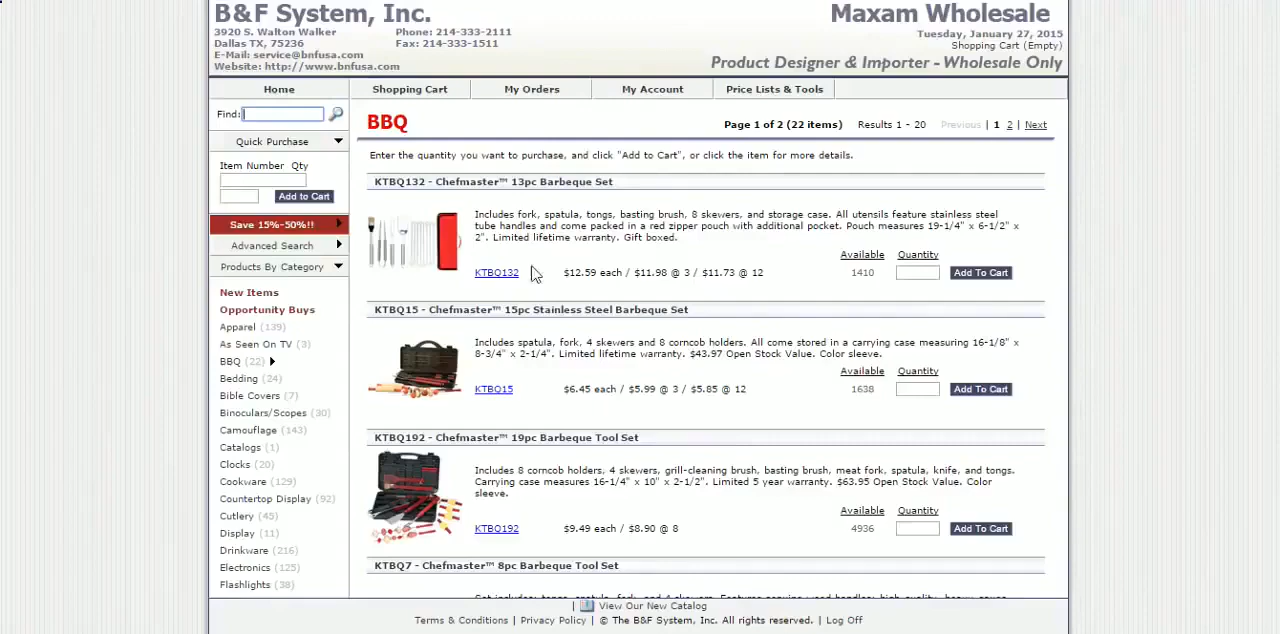 B&F System, Inc.
3920 S. Walton Walker
Dallas TX, 75236
E-Mail: service@bnfusa.com
Website: http://www.bnfusa.com
Phone: 214-333-2111
Fax: 214-333-1511
Maxam Wholesale
Tuesday, January 27, 2015
Shopping Cart (Empty)
Product Designer & Importer - Wholesale Only
Home
Shopping Cart
My Orders
My Account
Price Lists & Tools
Find:
Quick Purchase
Item Number Qty
Add to Cart
Save 15%-50%!!
Advanced Search
Products By Category
New Items
Opportunity Buys
Apparel (139)
As Seen On TV (3)
BBQ (22)
Bedding (24)
Bible Covers (7)
Binoculars/Scopes (30)
Camouflage (143)
Catalogs (1)
Clocks (20)
Cookware (129)
Countertop Display (92)
Cutlery (45)
Display (11)
Drinkware (216)
Electronics (125)
Flashlights (38)
BBQ
Page 1 of 2 (22 items) Results 1 - 20 Previous | 1 2 | Next
Enter the quantity you want to purchase, and click "Add to Cart", or click the item for more details.
KTBQ132 - Chefmaster™ 13pc Barbeque Set
Includes fork, spatula, tongs, basting brush, 8 skewers, and storage case. All utensils feature stainless steel
tube handles and come packed in a red zipper pouch with additional pocket. Pouch measures 19-1/4" x 6-1/2" x
2". Limited lifetime warranty. Gift boxed.
Available Quantity
KTBQ132 $12.59 each / $11.98 @ 3 / $11.73 @ 12 1410 Add To Cart
KTBQ15 - Chefmaster™ 15pc Stainless Steel Barbeque Set
Includes spatula, fork, 4 skewers and 8 corncob holders. All come stored in a carrying case measuring 16-1/8" x
8-3/4" x 2-1/4". Limited lifetime warranty. $43.97 Open Stock Value. Color sleeve.
Available Quantity
KTBQ15 $6.45 each / $5.99 @ 3 / $5.85 @ 12 1638 Add To Cart
KTBQ192 - Chefmaster™ 19pc Barbeque Tool Set
Includes 8 corncob holders, 4 skewers, grill-cleaning brush, basting brush, meat fork, spatula, knife, and tongs.
Carrying case measures 16-1/4" x 10" x 2-1/2". Limited 5 year warranty. $63.95 Open Stock Value. Color
sleeve.
Available Quantity
KTBQ192 $9.49 each / $8.90 @ 8 4936 Add To Cart
KTBQ7 - Chefmaster™ 8pc Barbeque Tool Set
| View Our New Catalog
Terms & Conditions | Privacy Policy | © The B&F System, Inc. All rights reserved. | Log Off